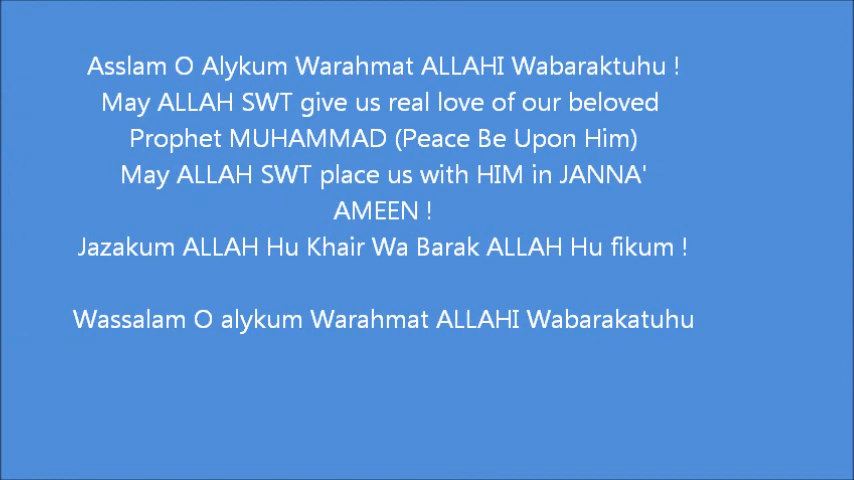 Asslam O Alykum Warahmat ALLAHI Wabaraktuhu !
May ALLAH SWT give us real love of our beloved
Prophet MUHAMMAD (Peace Be Upon Him)
May ALLAH SWT place us with HIM in JANNA'
AMEEN !
Jazakum ALLAH Hu Khair Wa Barak ALLAH Hu fikum !
Wassalam O alykum Warahmat ALLAHI Wabarakatuhu